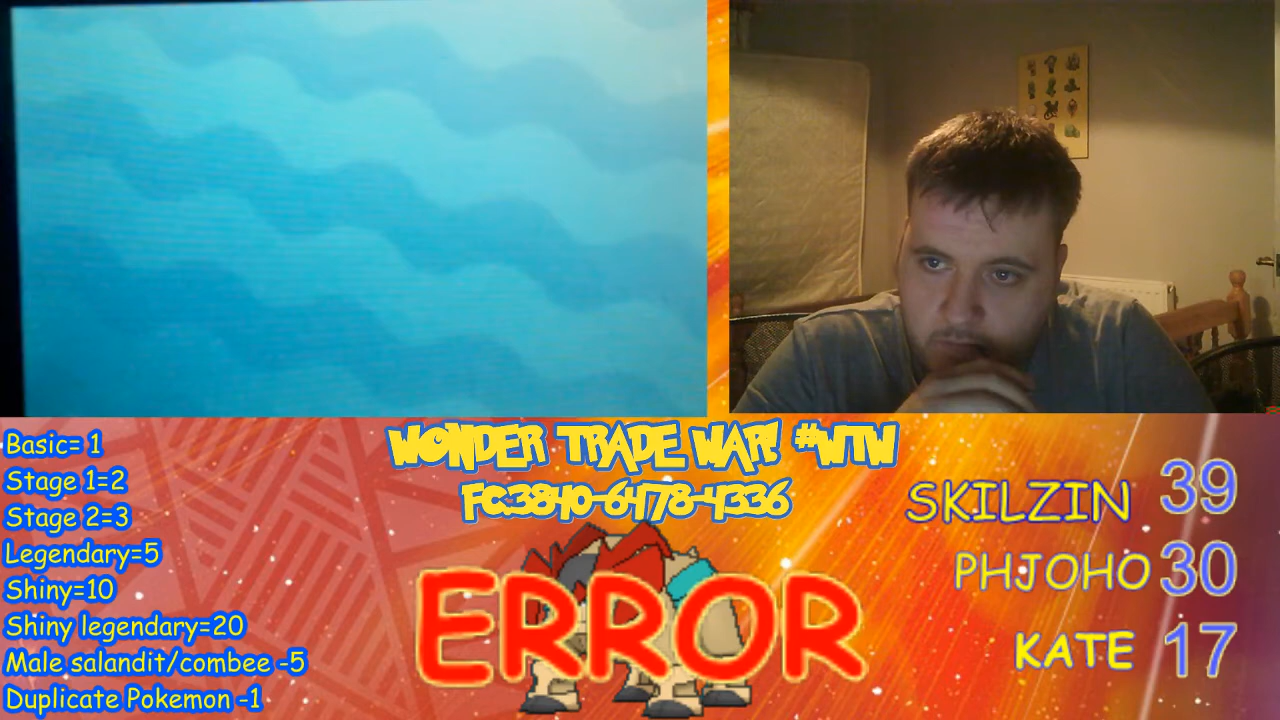 Basic= 1
Stage 1=2
Stage 2=3
Legendary=5
Shiny=10
Shiny legendary=20
Male salandit/combee -5
Duplicate Pokemon -1
WONDER TRADE WAR! #WTW
FC:3840-6478-4336
ERROR
SKILZIN 39
PHJOHO 30
KATE 17